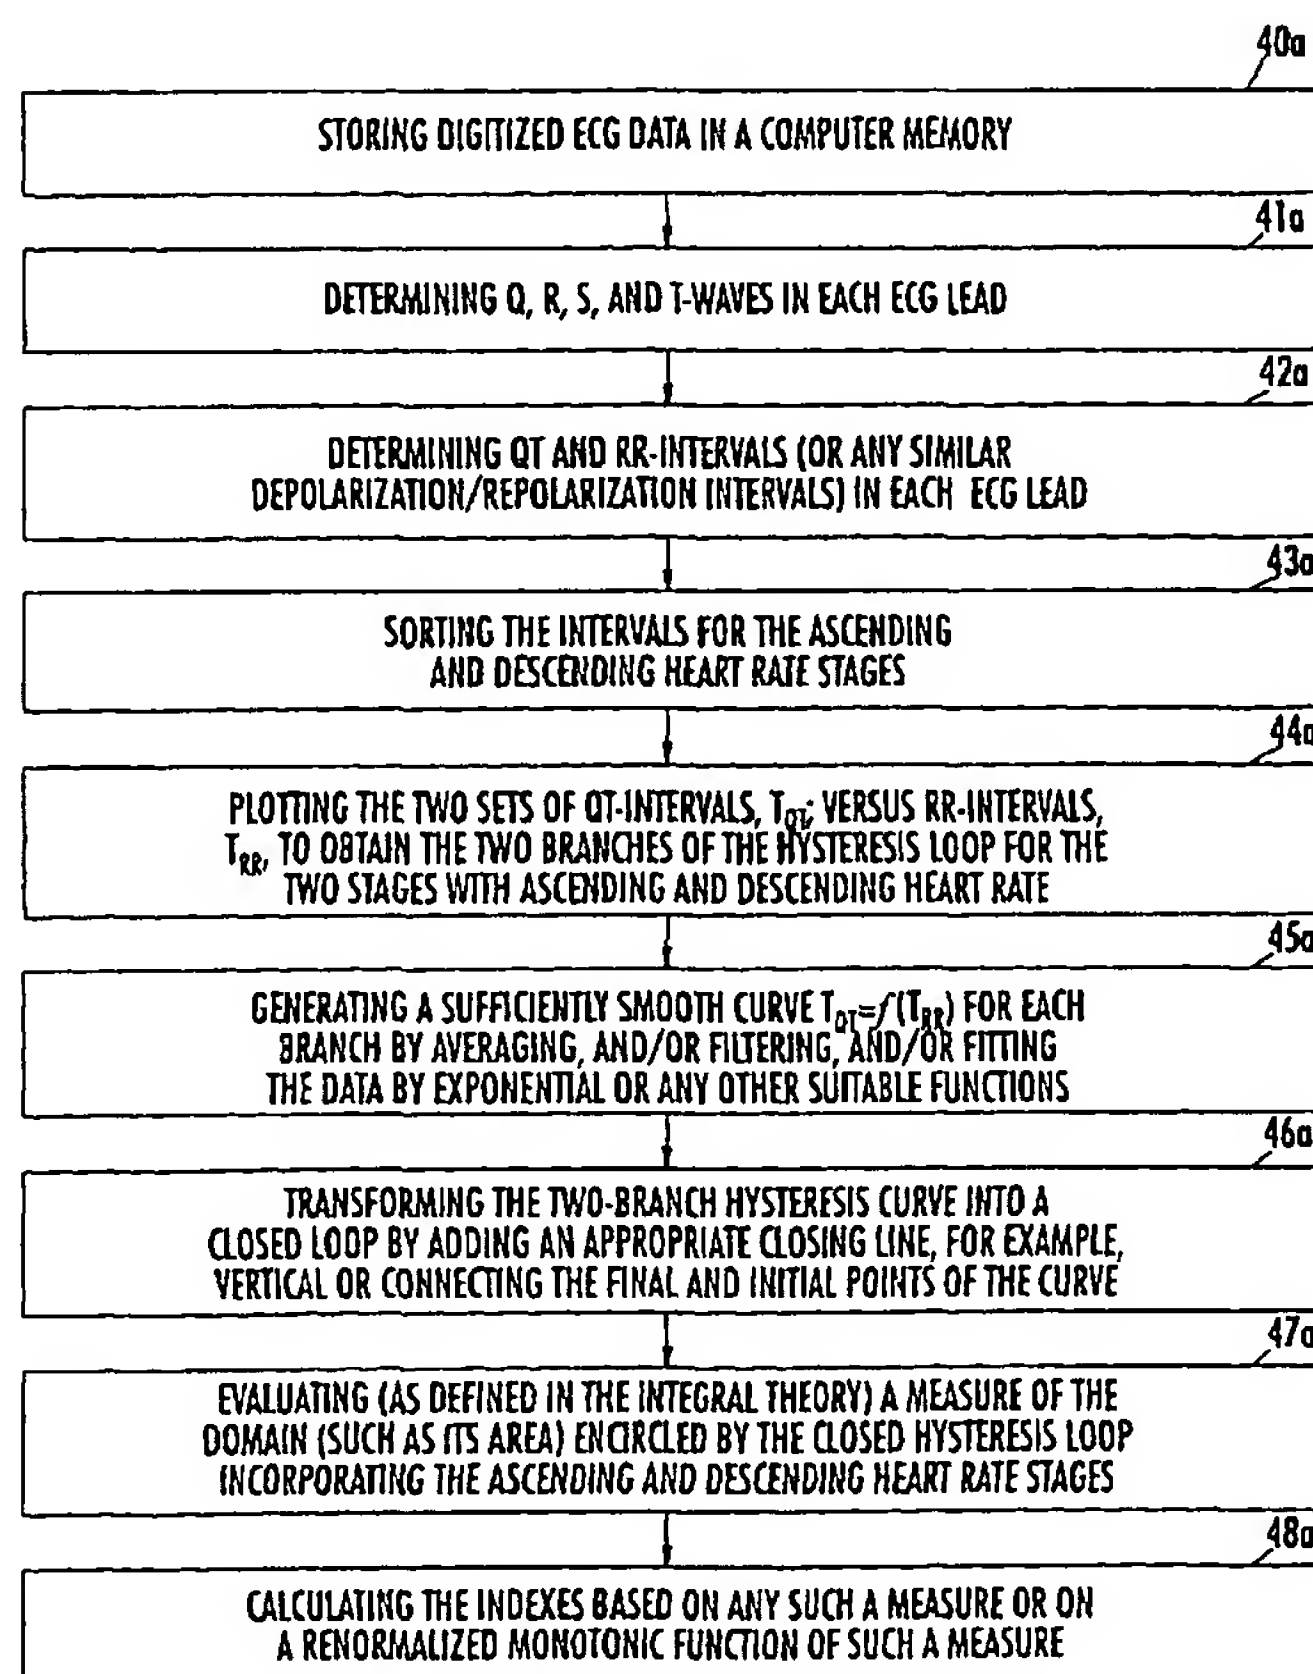 40a
STORING DIGITIZED ECG DATA IN A COMPUTER MEMORY
41a
DETERMINING Q, R, S, AND T-WAVES IN EACH ECG LEAD
42a
DETERMINING QT AND RR-INTERVALS (OR ANY SIMILAR
DEPOLARIZATION/REPOLARIZATION INTERVALS) IN EACH ECG LEAD
43a
SORTING THE INTERVALS FOR THE ASCENDING
AND DESCENDING HEART RATE STAGES
44a
PLOTTING THE TWO SETS OF QT-INTERVALS, T_QT, VERSUS RR-INTERVALS,
T_RR, TO OBTAIN THE TWO BRANCHES OF THE HYSTERESIS LOOP FOR THE
TWO STAGES WITH ASCENDING AND DESCENDING HEART RATE
45a
GENERATING A SUFFICIENTLY SMOOTH CURVE T_QT=f(T_RR) FOR EACH
BRANCH BY AVERAGING, AND/OR FILTERING, AND/OR FITTING
THE DATA BY EXPONENTIAL OR ANY OTHER SUITABLE FUNCTIONS
46a
TRANSFORMING THE TWO-BRANCH HYSTERESIS CURVE INTO A
CLOSED LOOP BY ADDING AN APPROPRIATE CLOSING LINE, FOR EXAMPLE,
VERTICAL OR CONNECTING THE FINAL AND INITIAL POINTS OF THE CURVE
47a
EVALUATING (AS DEFINED IN THE INTEGRAL THEORY) A MEASURE OF THE
DOMAIN (SUCH AS ITS AREA) ENCIRCLED BY THE CLOSED HYSTERESIS LOOP
INCORPORATING THE ASCENDING AND DESCENDING HEART RATE STAGES
48a
CALCULATING THE INDEXES BASED ON ANY SUCH A MEASURE OR ON
A RENORMALIZED MONOTONIC FUNCTION OF SUCH A MEASURE